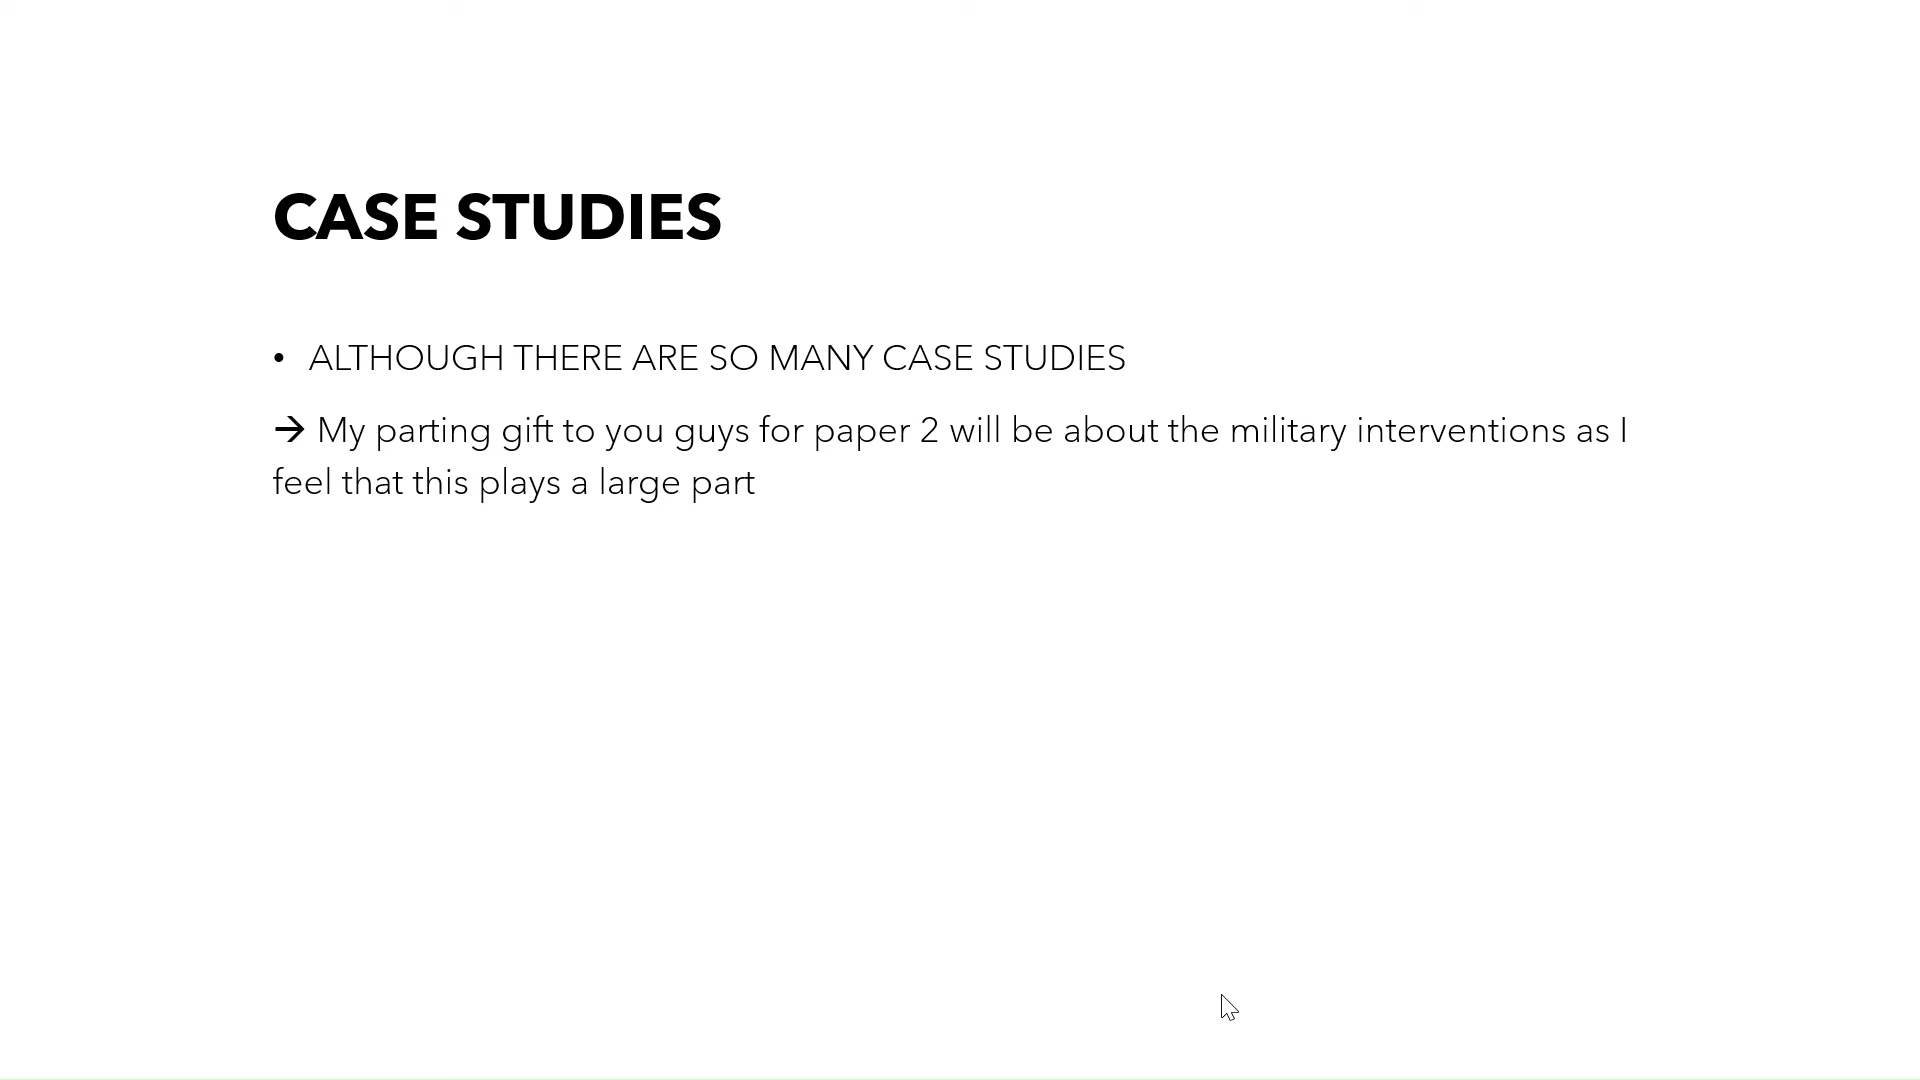 CASE STUDIES
• ALTHOUGH THERE ARE SO MANY CASE STUDIES
→ My parting gift to you guys for paper 2 will be about the military interventions as I
feel that this plays a large part